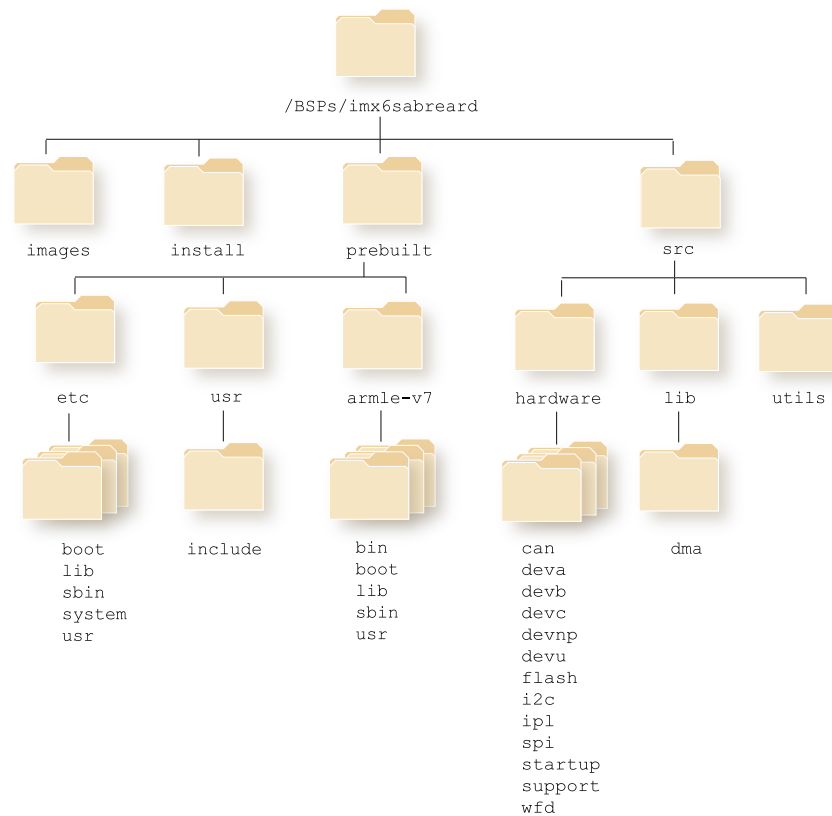 /BSPs/imx6sabreard
images install prebuilt src
etc usr armle-v7 hardware lib utils
boot
lib
sbin
system
usr
include
bin
boot
lib
sbin
usr
can
deva
devb
devc
devnp
devu
flash
i2c
ipl
spi
startup
support
wfd
dma